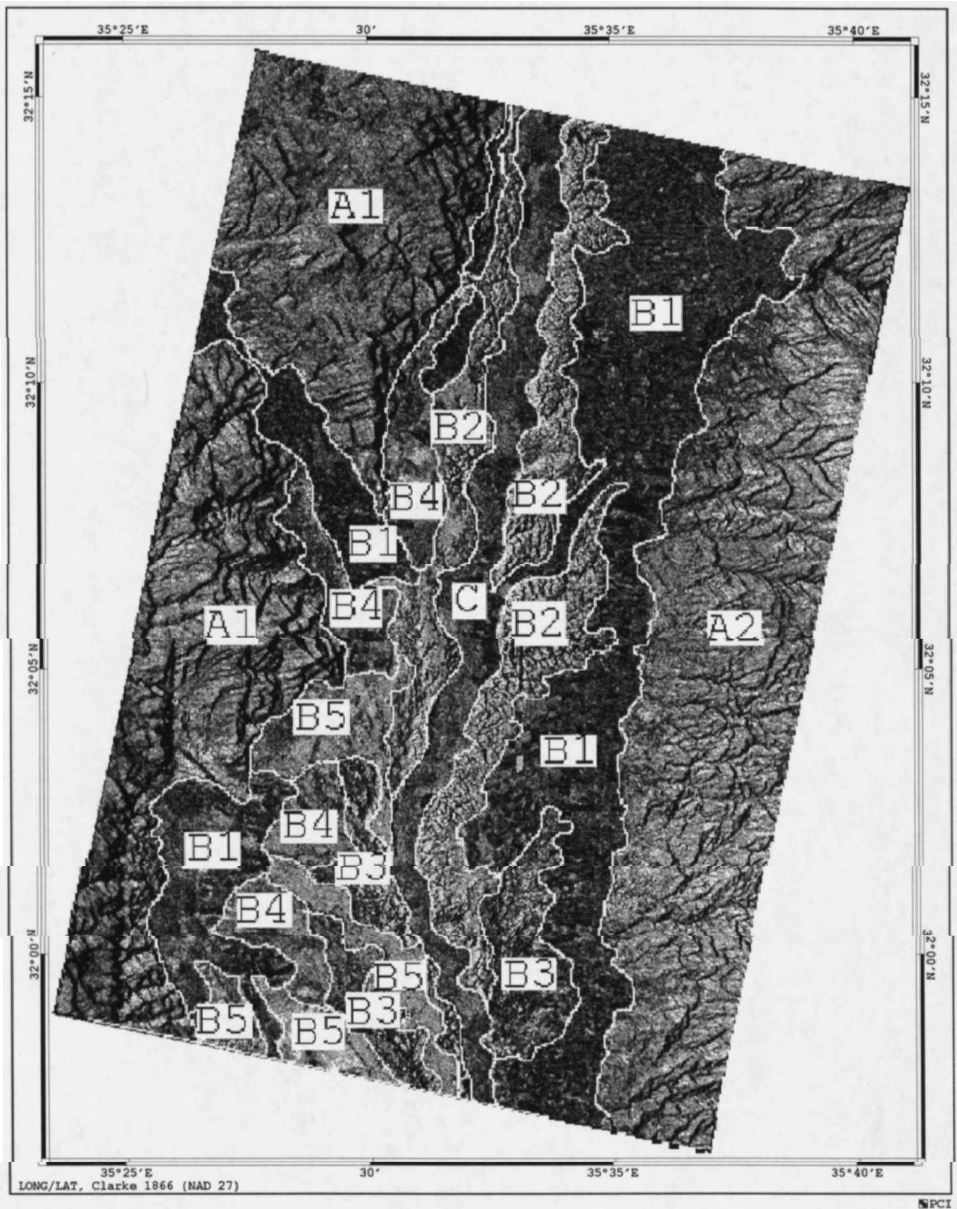 35°25'E 30' 35°35'E 35°40'E
32°15'N 32°15'N
A1
B1
32°10'N 32°10'N
B2
B4 B2
B1
C
B4 B2
A1 A2
32°05'N 32°05'N
B5
B1
B4
B1
B3
B4
32°00'N 32°00'N
B5 B3
B3
B5
B5
35°25'E 30' 35°35'E 35°40'E
LONG/LAT, Clarke 1866 (NAD 27)
PCI